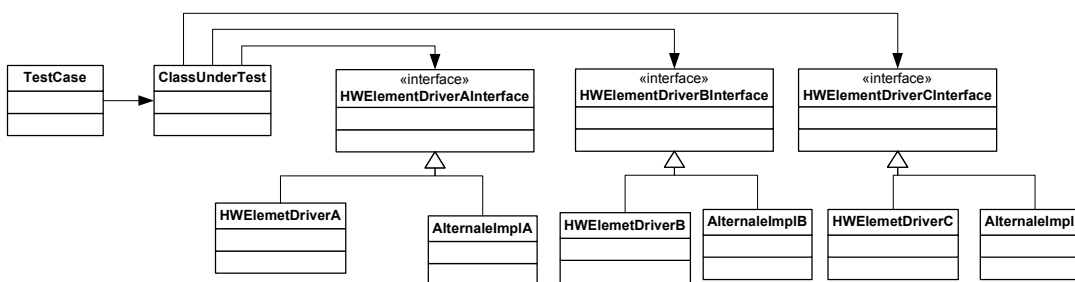 TestCase
ClassUnderTest
«interface»
HWElementDriverAInterface
«interface»
HWElementDriverBInterface
«interface»
HWElementDriverCInterface
HWElemetDriverA
AlternaleImplA
HWElemetDriverB
AlternaleImplB
HWElemetDriverC
AlternaleImpl